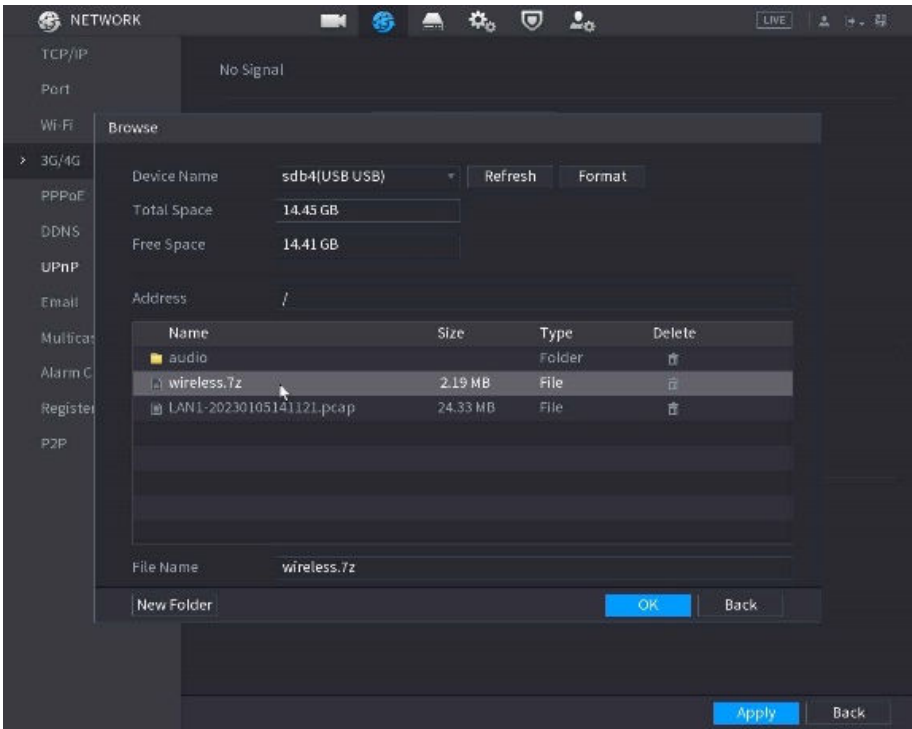 NETWORK LIVE
TCP/IP
No Signal
Port
Wi-Fi
Browse
3G/4G
Device Name sdb4(USB USB) Refresh Format
PPPoE
Total Space 14.45 GB
DDNS
Free Space 14.41 GB
UPnP
Email
Address /
Multicas
Name Size Type Delete
audio Folder
Alarm C
wireless.7z 2.19 MB File
Register
LAN1-20230105141121.pcap 24.33 MB File
P2P
File Name wireless.7z
New Folder OK Back
Apply Back